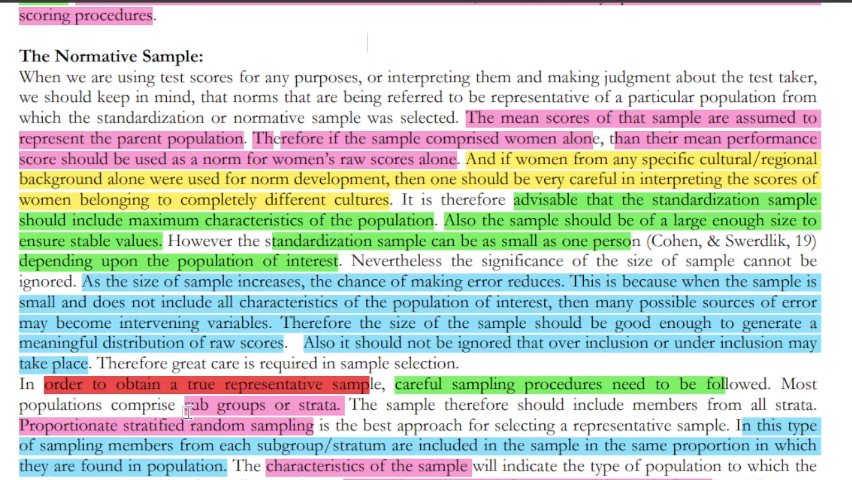 scoring procedures.
The Normative Sample:
When we are using test scores for any purposes, or interpreting them and making judgment about the test taker,
we should keep in mind, that norms that are being referred to be representative of a particular population from
which the standardization or normative sample was selected. The mean scores of that sample are assumed to
represent the parent population. Therefore if the sample comprised women alone, than their mean performance
score should be used as a norm for women's raw scores alone. And if women from any specific cultural/regional
background alone were used for norm development, then one should be very careful in interpreting the scores of
women belonging to completely different cultures. It is therefore advisable that the standardization sample
should include maximum characteristics of the population. Also the sample should be of a large enough size to
ensure stable values. However the standardization sample can be as small as one person (Cohen, & Swerdlik, 19)
depending upon the population of interest. Nevertheless the significance of the size of sample cannot be
ignored. As the size of sample increases, the chance of making error reduces. This is because when the sample is
small and does not include all characteristics of the population of interest, then many possible sources of error
may become intervening variables. Therefore the size of the sample should be good enough to generate a
meaningful distribution of raw scores. Also it should not be ignored that over inclusion or under inclusion may
take place. Therefore great care is required in sample selection.
In order to obtain a true representative sample, careful sampling procedures need to be followed. Most
populations comprise sub groups or strata. The sample therefore should include members from all strata.
Proportionate stratified random sampling is the best approach for selecting a representative sample. In this type
of sampling members from each subgroup/stratum are included in the sample in the same proportion in which
they are found in population. The characteristics of the sample will indicate the type of population to which the